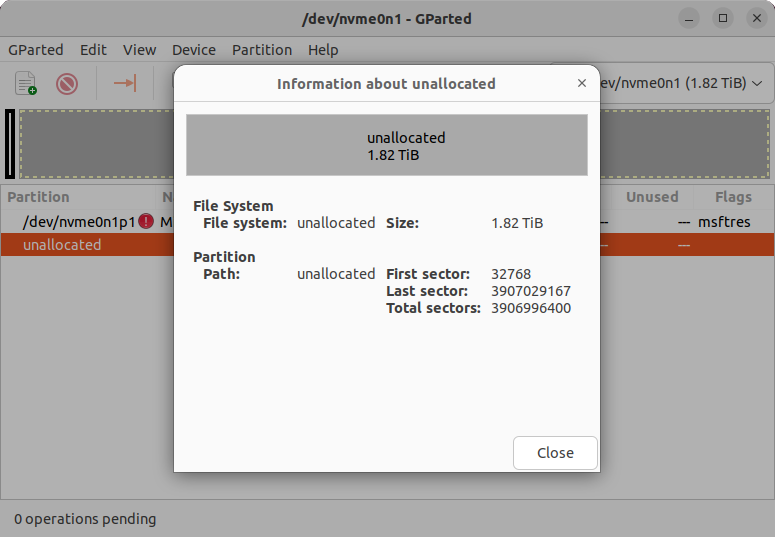 /dev/nvme0n1 - GParted
GParted Edit View Device Partition Help
Information about unallocated
ev/nvme0n1 (1.82 TiB)
unallocated
1.82 TiB
Partition N Unused Flags
/dev/nvme0n1p1 M -- --- msftres
unallocated -- ---
File System
File system: unallocated Size: 1.82 TiB
Partition
Path: unallocated First sector: 32768
Last sector: 3907029167
Total sectors: 3906996400
Close
0 operations pending